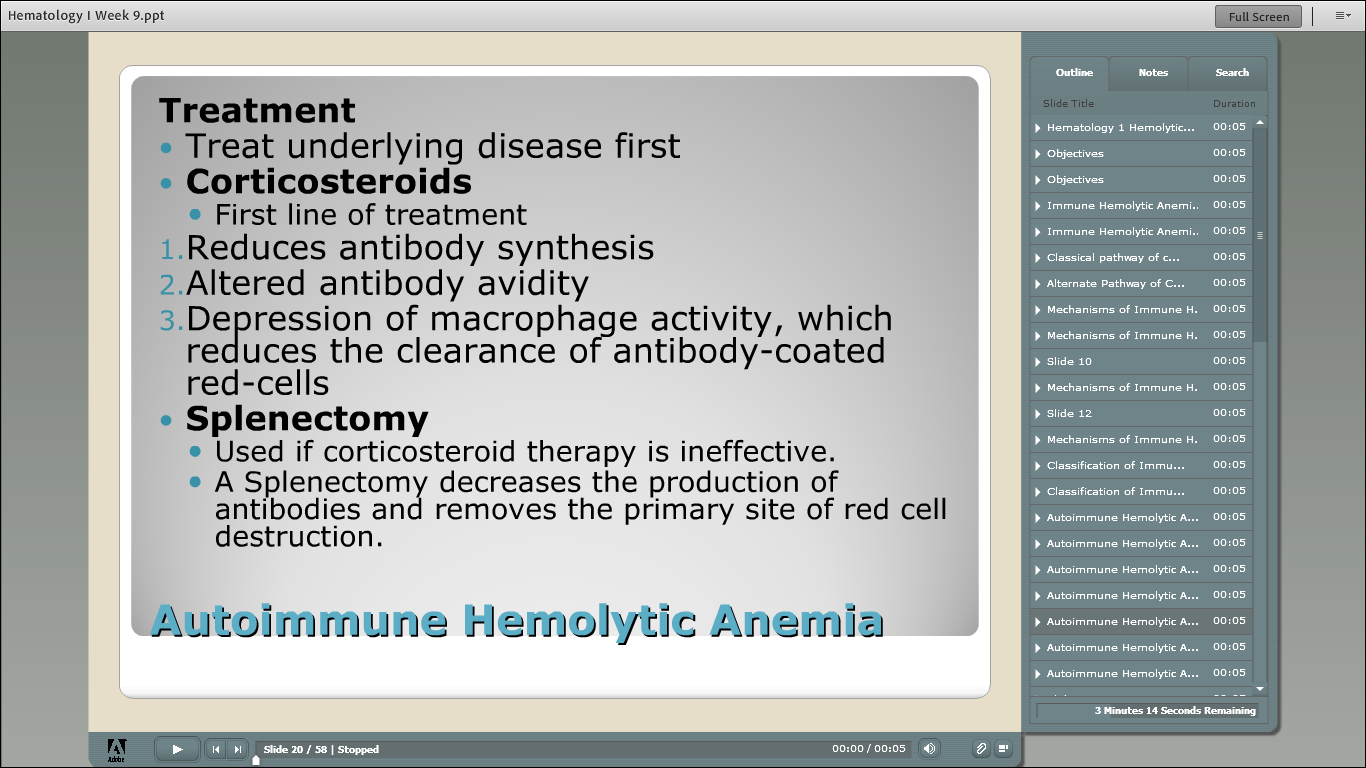 Hematology I Week 9.ppt
Full Screen
Treatment
Treat underlying disease first
Corticosteroids
First line of treatment
1. Reduces antibody synthesis
2. Altered antibody avidity
3. Depression of macrophage activity, which
reduces the clearance of antibody-coated
red-cells
Splenectomy
Used if corticosteroid therapy is ineffective.
A Splenectomy decreases the production of
antibodies and removes the primary site of red cell
destruction.
Autoimmune Hemolytic Anemia
Outline Notes Search
Slide Title Duration
Hematology 1 Hemolytic... 00:05
Objectives 00:05
Objectives 00:05
Immune Hemolytic Anemi.. 00:05
Immune Hemolytic Anemi.. 00:05
Classical pathway of c... 00:05
Alternate Pathway of C... 00:05
Mechanisms of Immune H. 00:05
Mechanisms of Immune H. 00:05
Slide 10 00:05
Mechanisms of Immune H. 00:05
Slide 12 00:05
Mechanisms of Immune H. 00:05
Classification of Immu... 00:05
Classification of Immu... 00:05
Autoimmune Hemolytic A... 00:05
Autoimmune Hemolytic A... 00:05
Autoimmune Hemolytic A... 00:05
Autoimmune Hemolytic A... 00:05
Autoimmune Hemolytic A... 00:05
Autoimmune Hemolytic A... 00:05
Autoimmune Hemolytic A... 00:05
3 Minutes 14 Seconds Remaining
Adobe
Slide 20 / 58 | Stopped
00:00 / 00:05